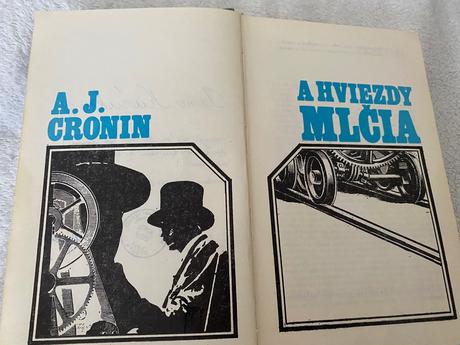 A. J.
CRONIN
A HVIEZDY
MLČIA